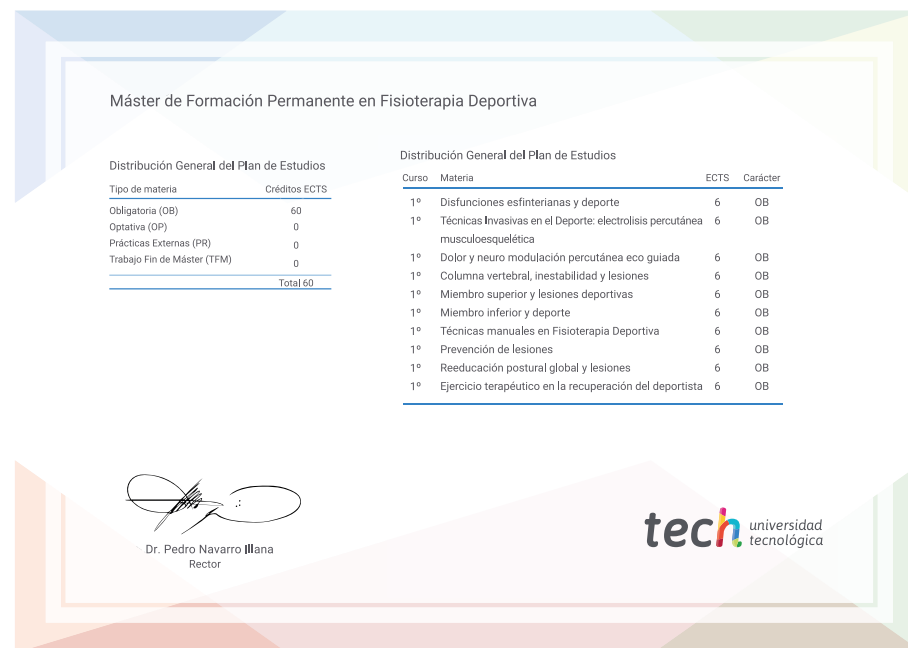 Máster de Formación Permanente en Fisioterapia Deportiva
Distribución General del Plan de Estudios
Tipo de materia Créditos ECTS
Obligatoria (OB) 60
Optativa (OP) 0
Prácticas Externas (PR) 0
Trabajo Fin de Máster (TFM) 0
Total 60
Distribución General del Plan de Estudios
Curso Materia ECTS Carácter
1º Disfunciones esfinterianas y deporte 6 OB
1º Técnicas Invasivas en el Deporte: electrolisis percutánea 6 OB
musculoesquelética
1º Dolor y neuro modulación percutánea eco guiada 6 OB
1º Columna vertebral, inestabilidad y lesiones 6 OB
1º Miembro superior y lesiones deportivas 6 OB
1º Miembro inferior y deporte 6 OB
1º Técnicas manuales en Fisioterapia Deportiva 6 OB
1º Prevención de lesiones 6 OB
1º Reeducación postural global y lesiones 6 OB
1º Ejercicio terapéutico en la recuperación del deportista 6 OB
Dr. Pedro Navarro Illana
Rector
tech universidad
tecnológica